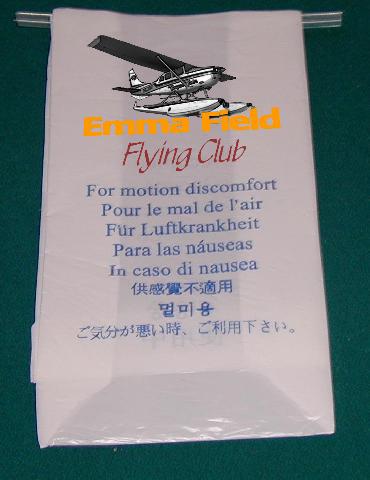 Emma Field
Flying Club
For motion discomfort
Pour le mal de l'air
Für Luftkrankheit
Para las náuseas
In caso di nausea
供感覺不適用
멀미용
ご気分が悪い時、ご利用下さい。